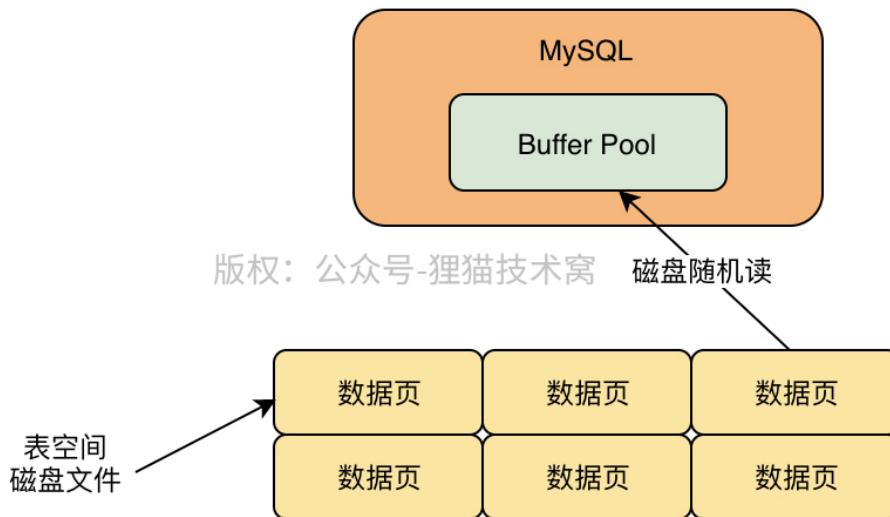 MySQL
Buffer Pool
版权：公众号-狸猫技术窝
磁盘随机读
数据页 数据页 数据页
表空间
磁盘文件
数据页 数据页 数据页